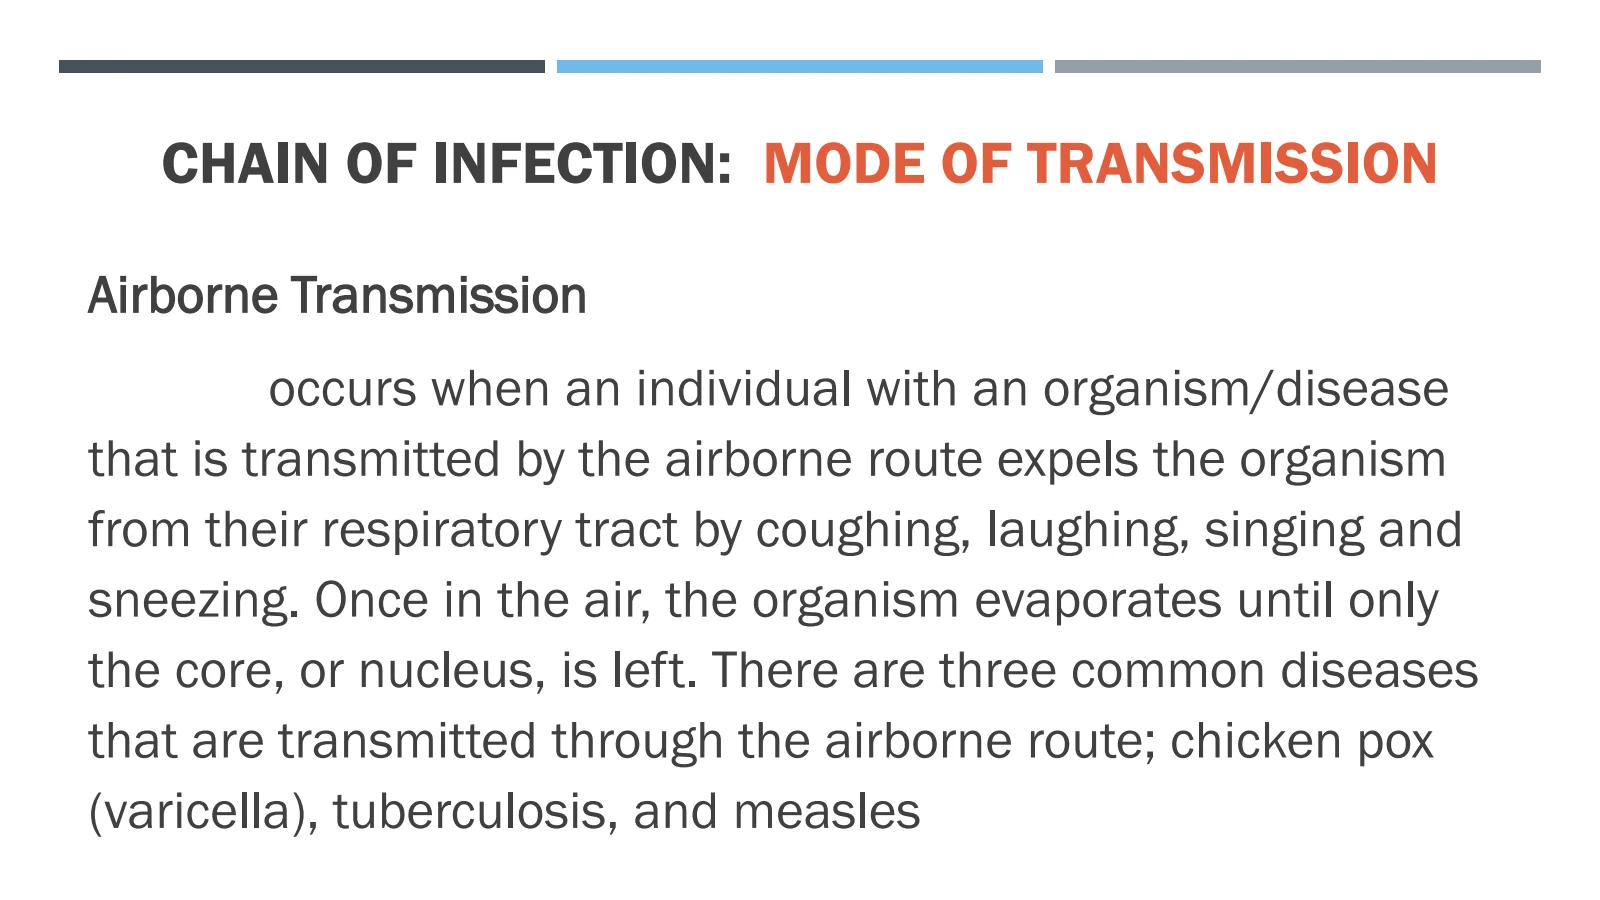 CHAIN OF INFECTION: MODE OF TRANSMISSION
Airborne Transmission
occurs when an individual with an organism/disease
that is transmitted by the airborne route expels the organism
from their respiratory tract by coughing, laughing, singing and
sneezing. Once in the air, the organism evaporates until only
the core, or nucleus, is left. There are three common diseases
that are transmitted through the airborne route; chicken pox
(varicella), tuberculosis, and measles